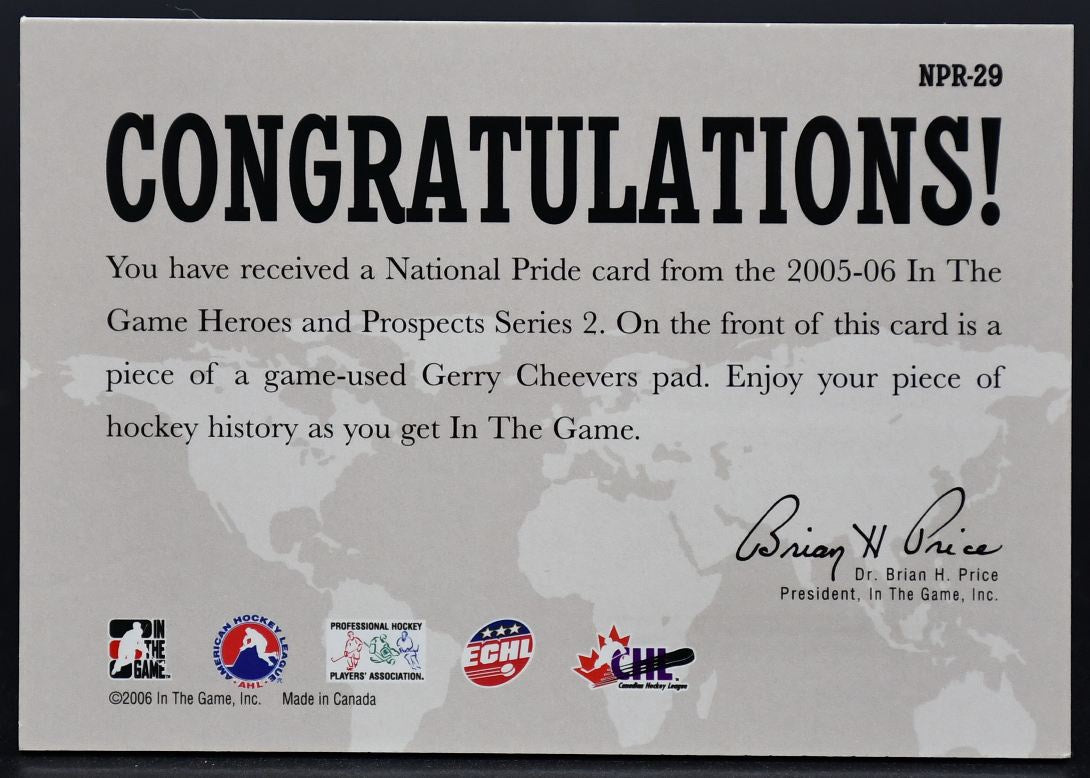 NPR-29
CONGRATULATIONS!
You have received a National Pride card from the 2005-06 In The
Game Heroes and Prospects Series 2. On the front of this card is a
piece of a game-used Gerry Cheevers pad. Enjoy your piece of
hockey history as you get In The Game.
Brian H Price
Dr. Brian H. Price
President, In The Game, Inc.
IN
THE
GAME™
AMERICAN HOCKEY LEAGUE
·AHL·
PROFESSIONAL HOCKEY
PLAYERS' ASSOCIATION.
ECHL
CHL
Canadian Hockey League
©2006 In The Game, Inc. Made in Canada